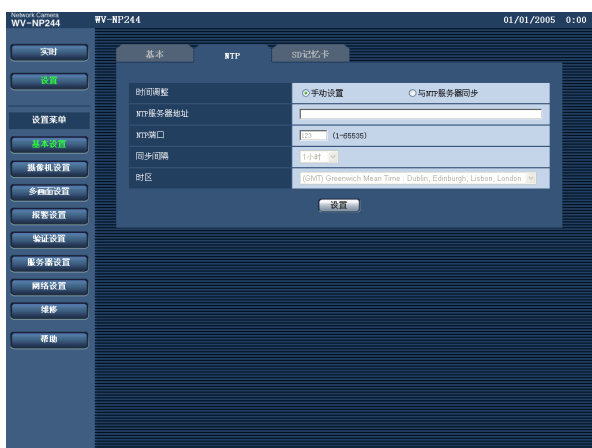 Network Camera
WV-NP244
WV-NP244 01/01/2005 0:00
实时
设置
设置菜单
基本设置
摄像机设置
多画面设置
报警设置
验证设置
服务器设置
网络设置
维修
帮助
基本 NTP SD记忆卡
时间调整 手动设置 与NTP服务器同步
NTP服务器地址
NTP端口 123 (1-65535)
同步间隔 1小时
时区 (GMT) Greenwich Mean Time : Dublin, Edinburgh, Lisbon, London
设置